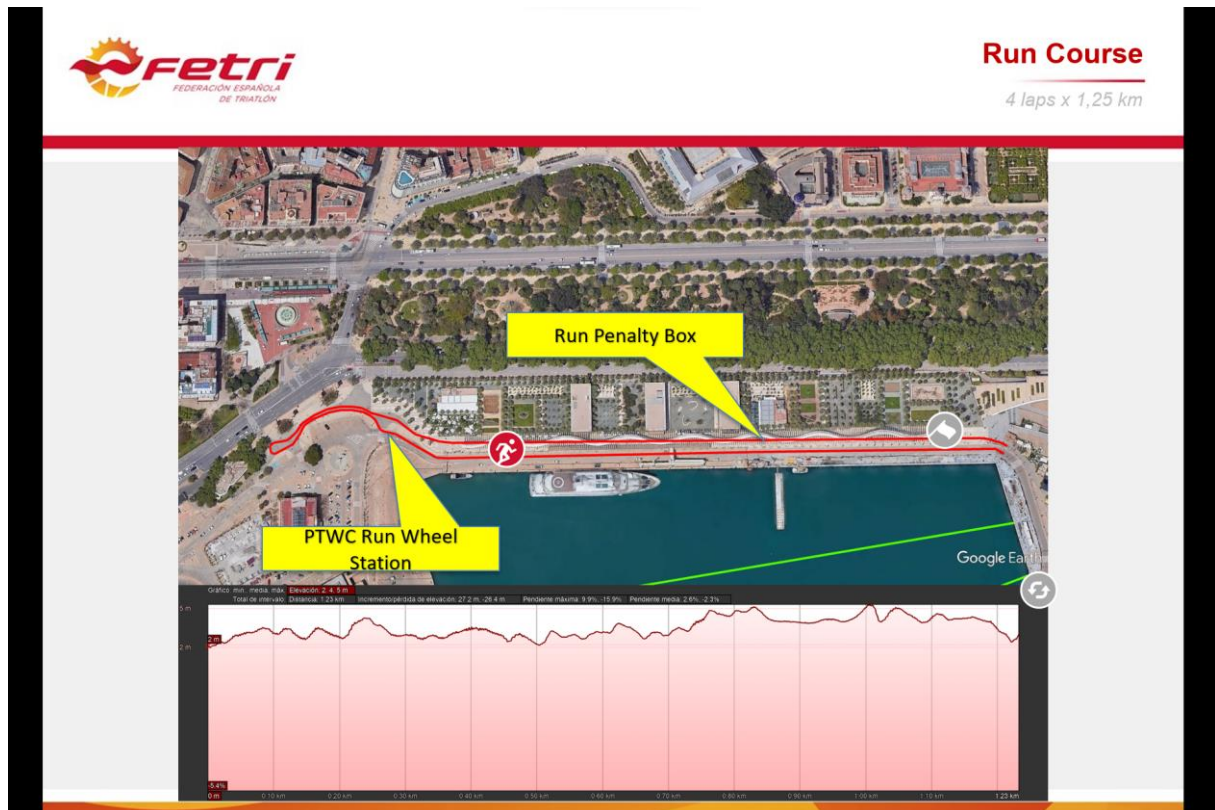 Fetri
FEDERACIÓN ESPAÑOLA
DE TRIATLÓN
Run Course
4 laps x 1,25 km
Run Penalty Box
PTWC Run Wheel
Station
Google Earth
Gráfico: mín., media, máx. Elevación: 2, 4, 5 m
Total de intervalo: Distancia: 1.23 km Incremento/pérdida de elevación: 27.2 m, -26.4 m Pendiente máxima: 9.9%, -15.9% Pendiente media: 2.6%, -2.3%
5 m
2 m
2 m
-5.4%
0 m 0.10 km 0.20 km 0.30 km 0.40 km 0.50 km 0.60 km 0.70 km 0.80 km 0.90 km 1.00 km 1.10 km 1.23 km